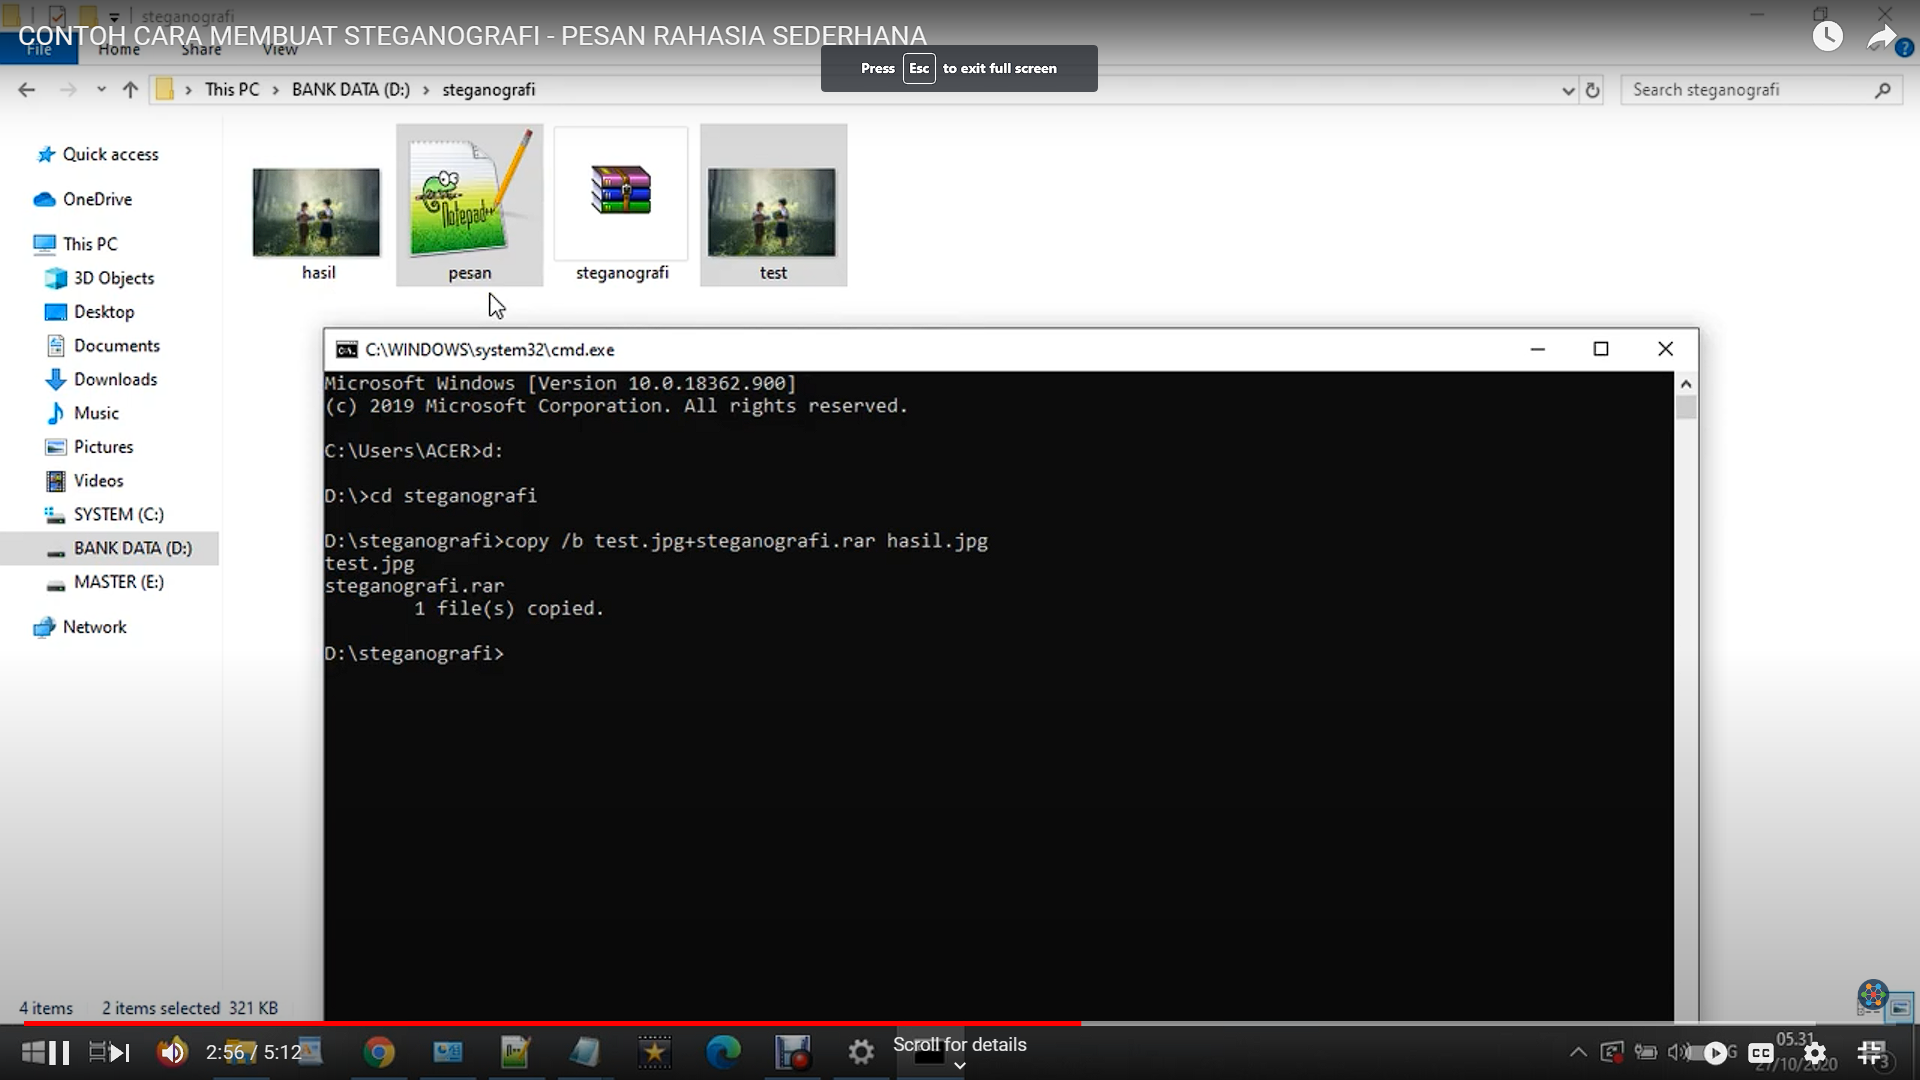 steganografi
CONTOH CARA MEMBUAT STEGANOGRAFI - PESAN RAHASIA SEDERHANA
File Home Share View
Press Esc to exit full screen
This PC BANK DATA (D:) steganografi
Search steganografi
Quick access
OneDrive
This PC
3D Objects
Desktop
Documents
Downloads
Music
Pictures
Videos
SYSTEM (C:)
BANK DATA (D:)
MASTER (E:)
Network
Notepad++
hasil pesan steganografi test
C:\WINDOWS\system32\cmd.exe
Microsoft Windows [Version 10.0.18362.900]
(c) 2019 Microsoft Corporation. All rights reserved.
C:\Users\ACER>d:
D:\>cd steganografi
D:\steganografi>copy /b test.jpg+steganografi.rar hasil.jpg
test.jpg
steganografi.rar
1 file(s) copied.
D:\steganografi>
4 items 2 items selected 321 KB
2:56 / 5:12
Scroll for details
CC
05.31
27/10/2020
3